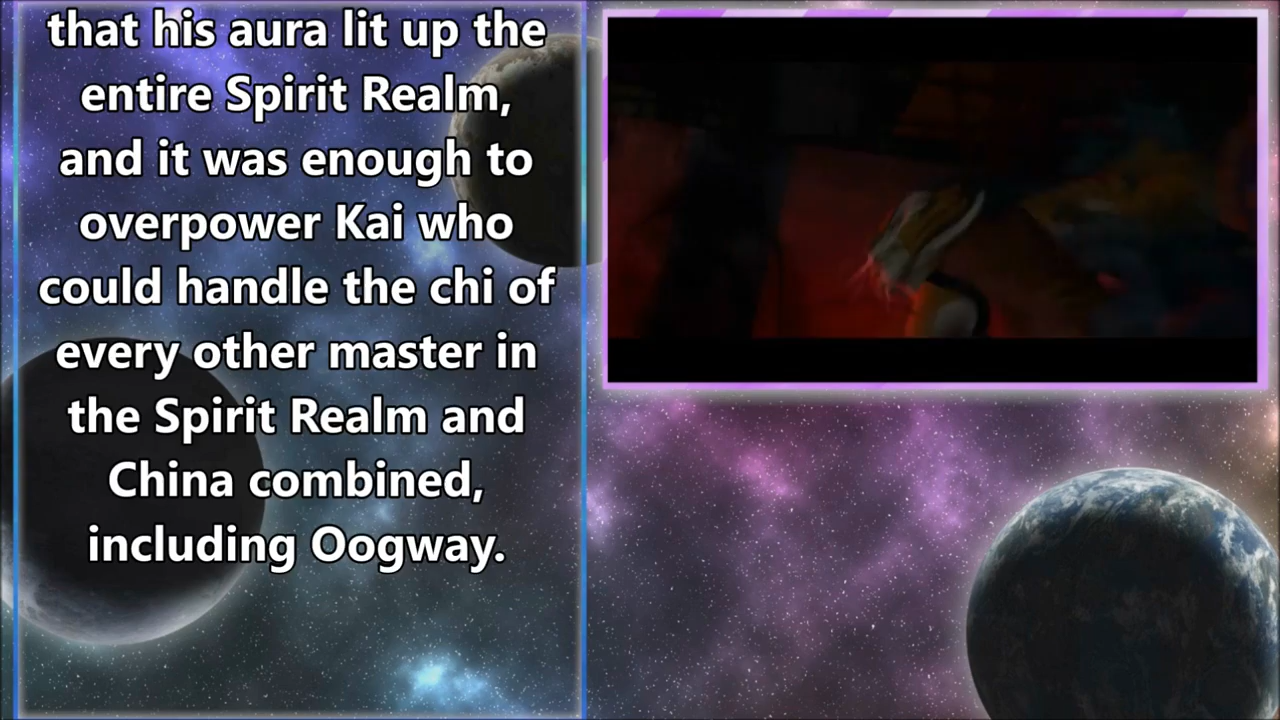 that his aura lit up the
entire Spirit Realm,
and it was enough to
overpower Kai who
could handle the chi of
every other master in
the Spirit Realm and
China combined,
including Oogway.